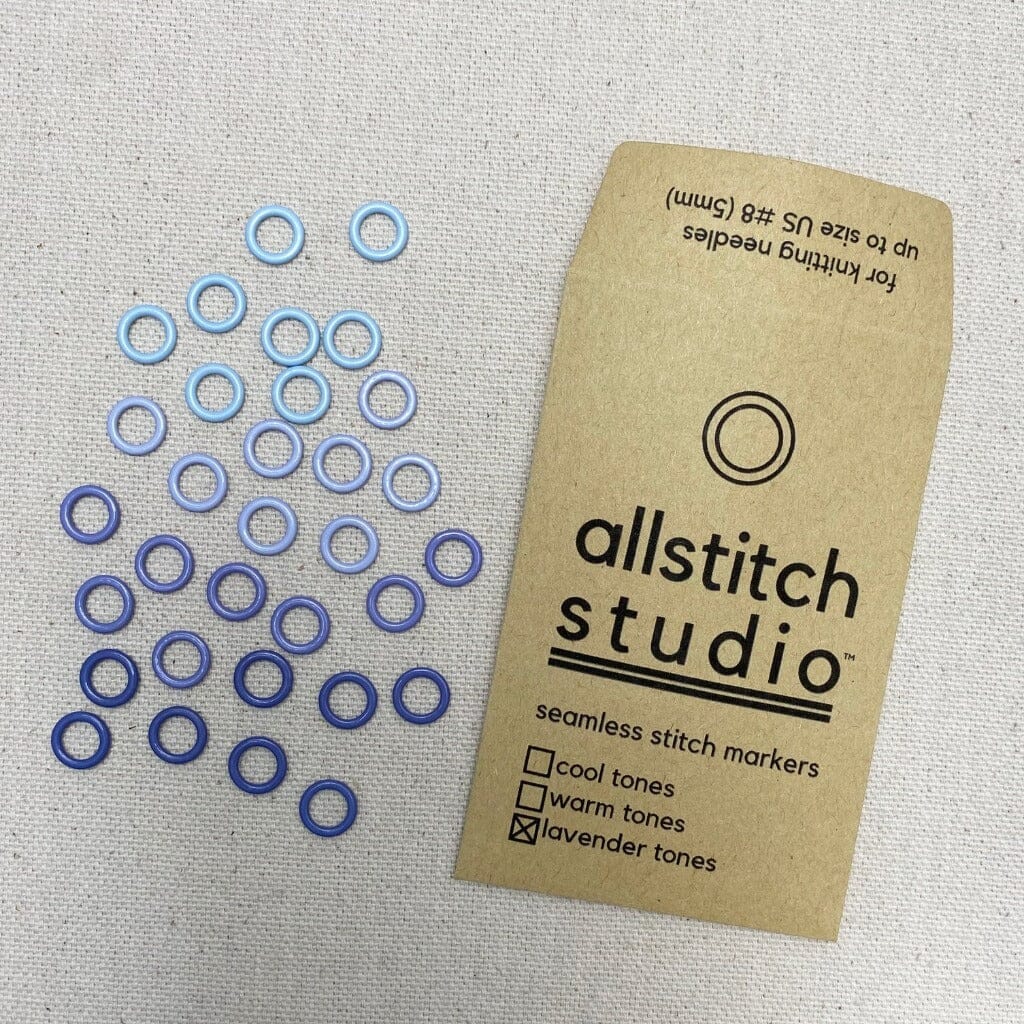 for knitting needles
up to size US #8 (5mm)
allstitch
studio™
seamless stitch markers
cool tones
warm tones
lavender tones